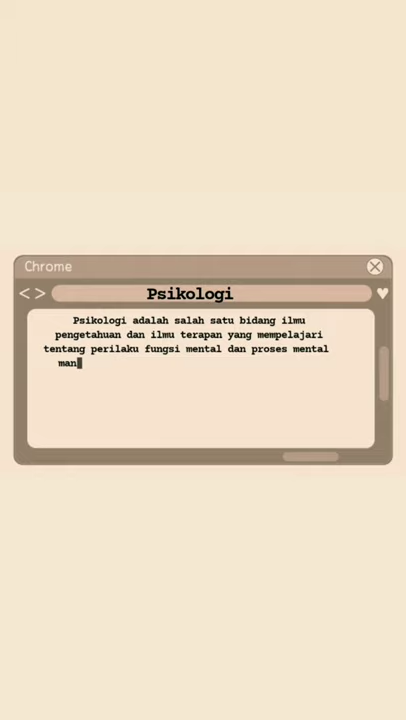 Chrome
Psikologi
Psikologi adalah salah satu bidang ilmu
pengetahuan dan ilmu terapan yang mempelajari
tentang perilaku fungsi mental dan proses mental
man